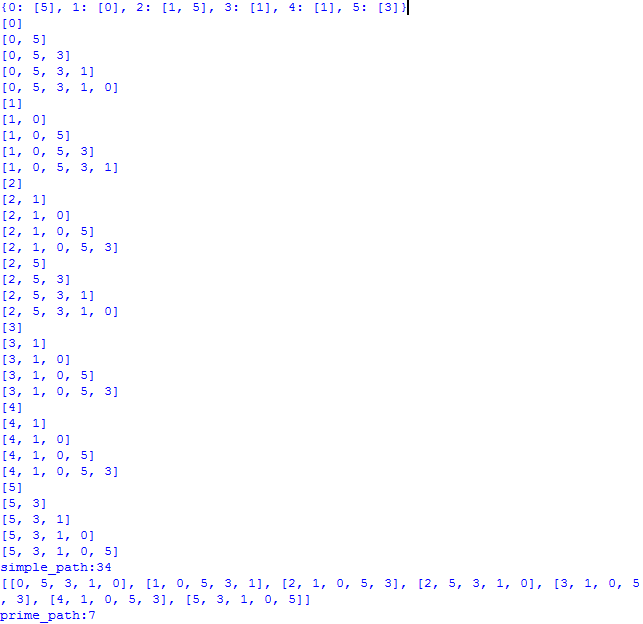 {0: [5], 1: [0], 2: [1, 5], 3: [1], 4: [1], 5: [3]}
[0]
[0, 5]
[0, 5, 3]
[0, 5, 3, 1]
[0, 5, 3, 1, 0]
[1]
[1, 0]
[1, 0, 5]
[1, 0, 5, 3]
[1, 0, 5, 3, 1]
[2]
[2, 1]
[2, 1, 0]
[2, 1, 0, 5]
[2, 1, 0, 5, 3]
[2, 5]
[2, 5, 3]
[2, 5, 3, 1]
[2, 5, 3, 1, 0]
[3]
[3, 1]
[3, 1, 0]
[3, 1, 0, 5]
[3, 1, 0, 5, 3]
[4]
[4, 1]
[4, 1, 0]
[4, 1, 0, 5]
[4, 1, 0, 5, 3]
[5]
[5, 3]
[5, 3, 1]
[5, 3, 1, 0]
[5, 3, 1, 0, 5]
simple_path:34
[[0, 5, 3, 1, 0], [1, 0, 5, 3, 1], [2, 1, 0, 5, 3], [2, 5, 3, 1, 0], [3, 1, 0, 5
, 3], [4, 1, 0, 5, 3], [5, 3, 1, 0, 5]]
prime_path:7